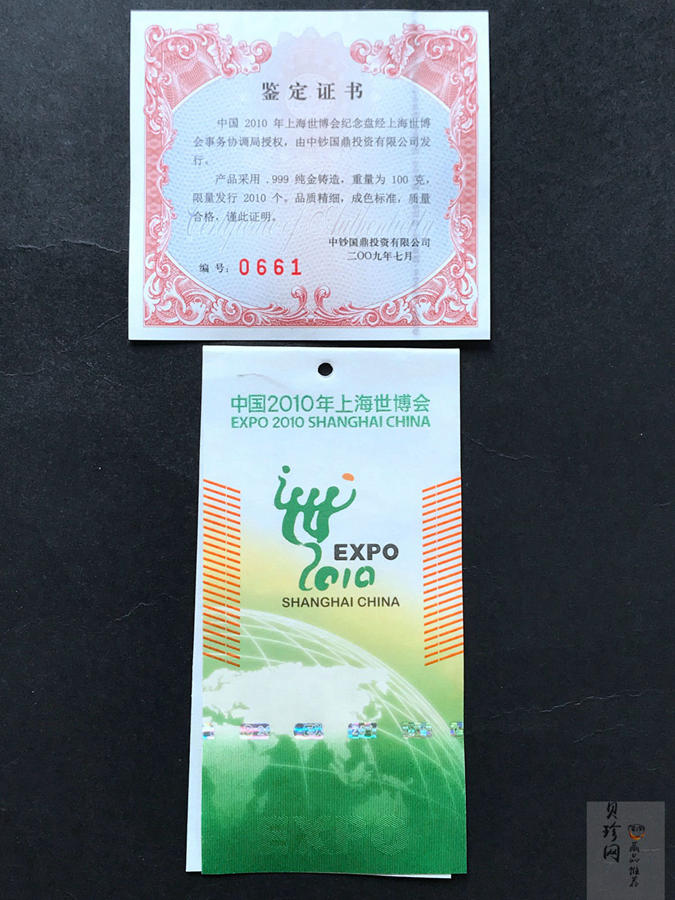 鉴定证书
中国 2010 年上海世博会纪念盘经上海世博
会事务协调局授权，由中钞国鼎投资有限公司发
行。
产品采用 .999 纯金铸造，重量为 100 克，
限量发行 2010 个。品质精细，成色标准，质量
合格，谨此证明。
Certificate of Authenticity
中钞国鼎投资有限公司
二〇〇九年七月
编 号： 0661
中国2010年上海世博会
EXPO 2010 SHANGHAI CHINA
EXPO
2010
SHANGHAI CHINA
EXPO
贝珍网
藏品推荐